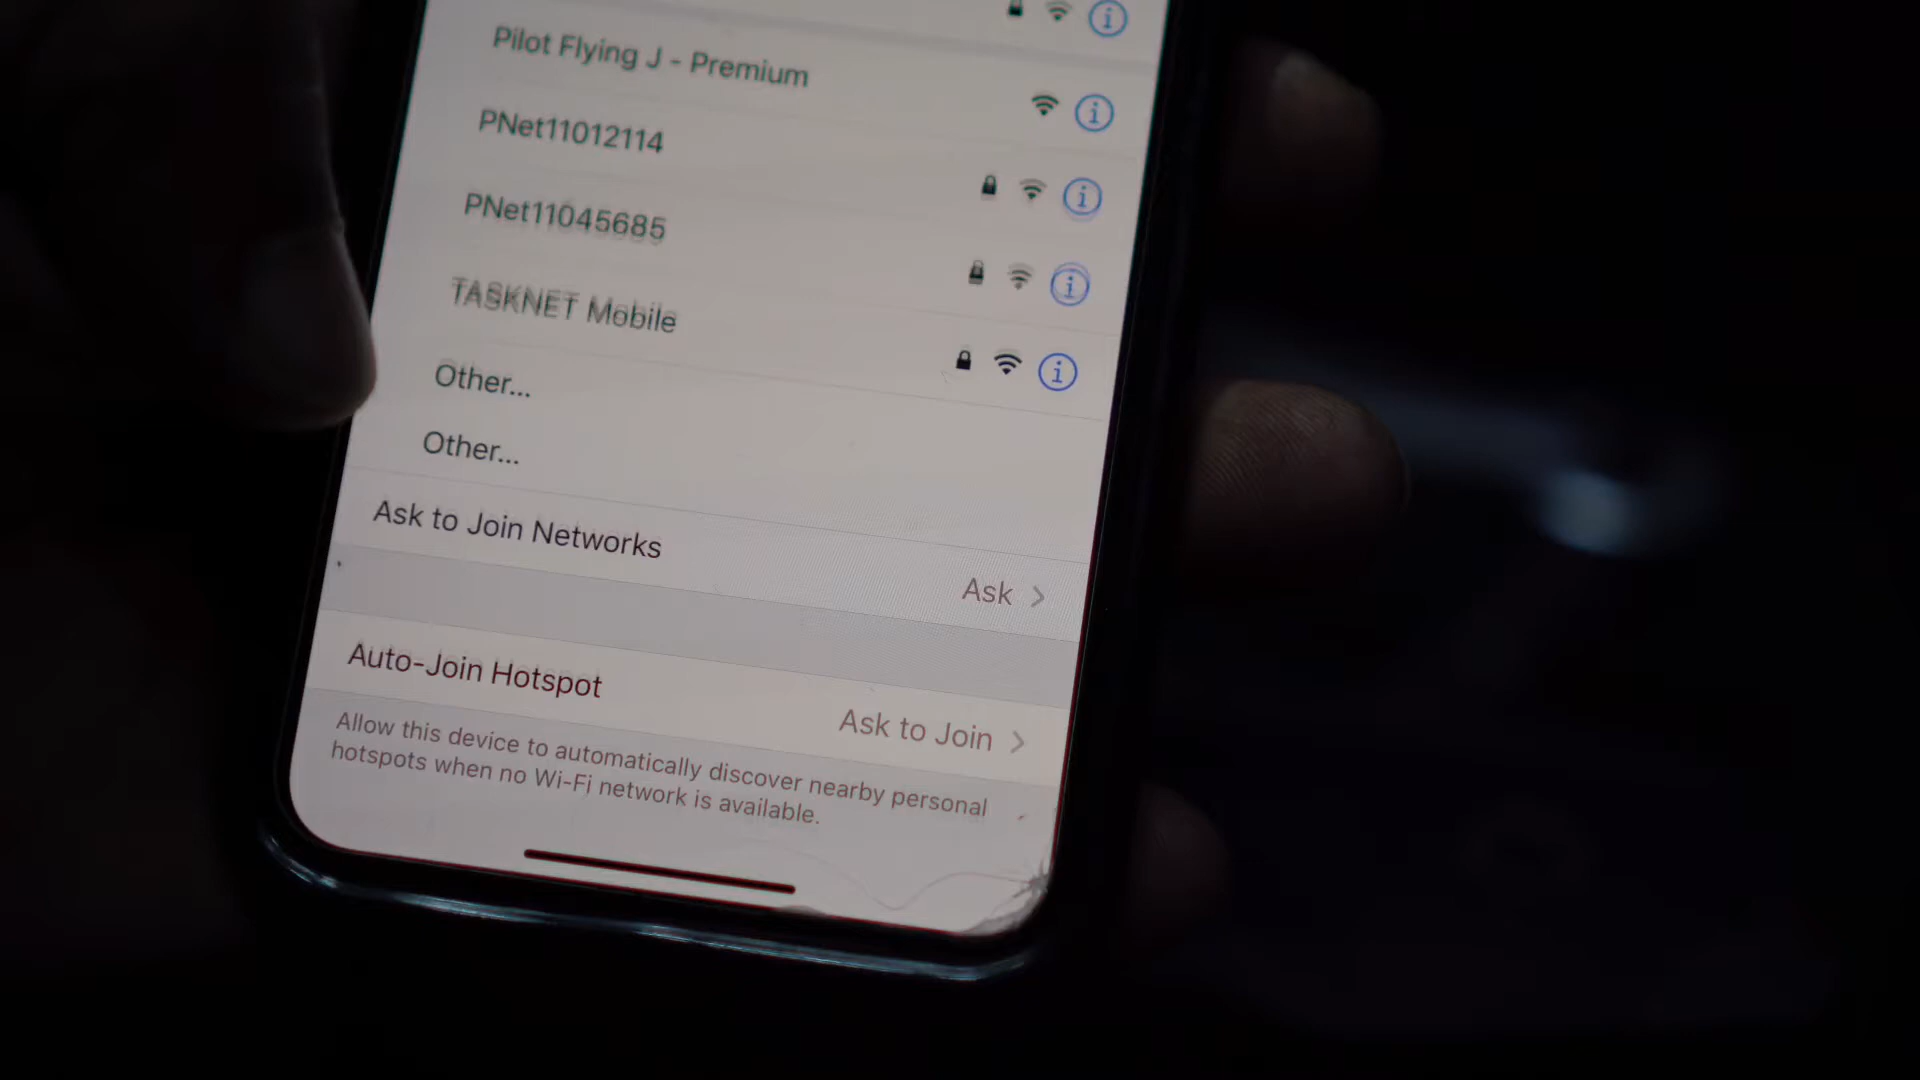 Pilot Flying J - Premium
PNet11012114
PNet11045685
TASKNET Mobile
Other...
Other...
Ask to Join Networks
Ask
Auto-Join Hotspot
Ask to Join
Allow this device to automatically discover nearby personal
hotspots when no Wi-Fi network is available.